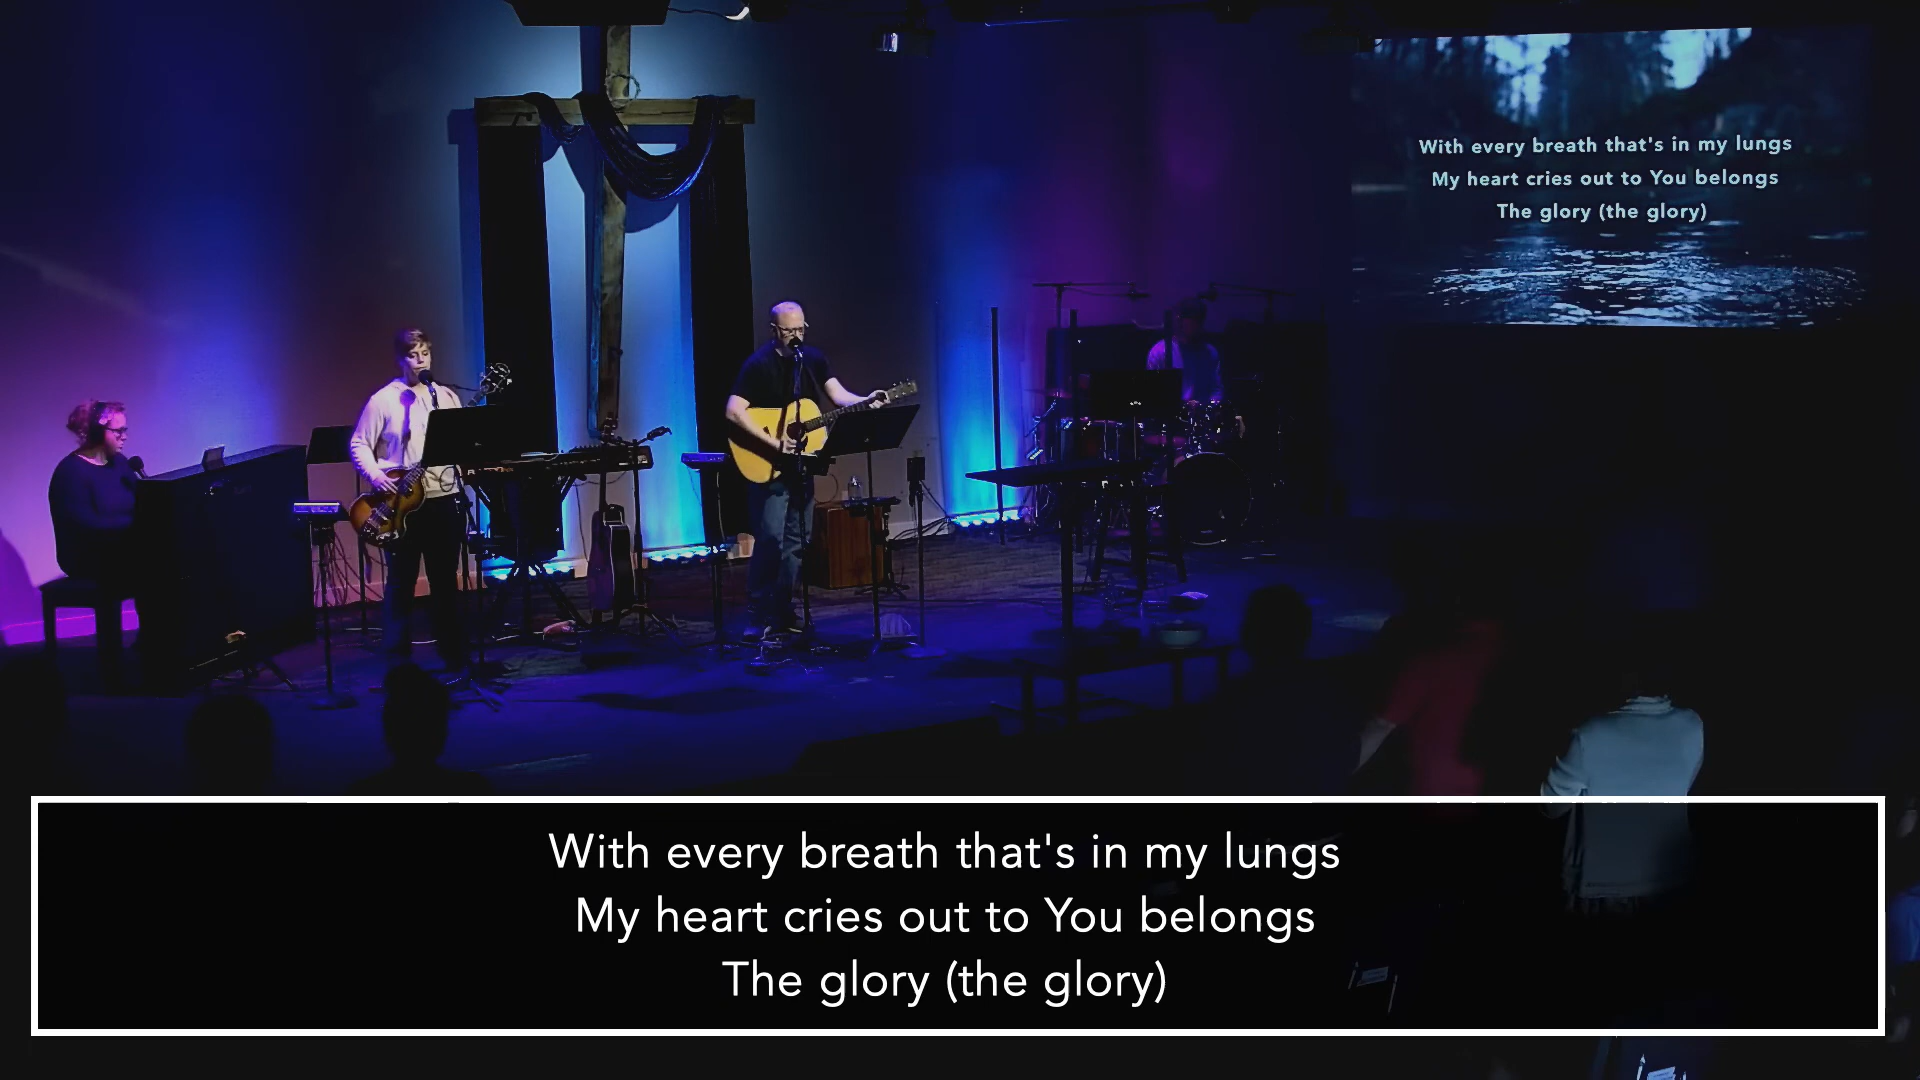 With every breath that's in my lungs
My heart cries out to You belongs
The glory (the glory)
With every breath that's in my lungs
My heart cries out to You belongs
The glory (the glory)